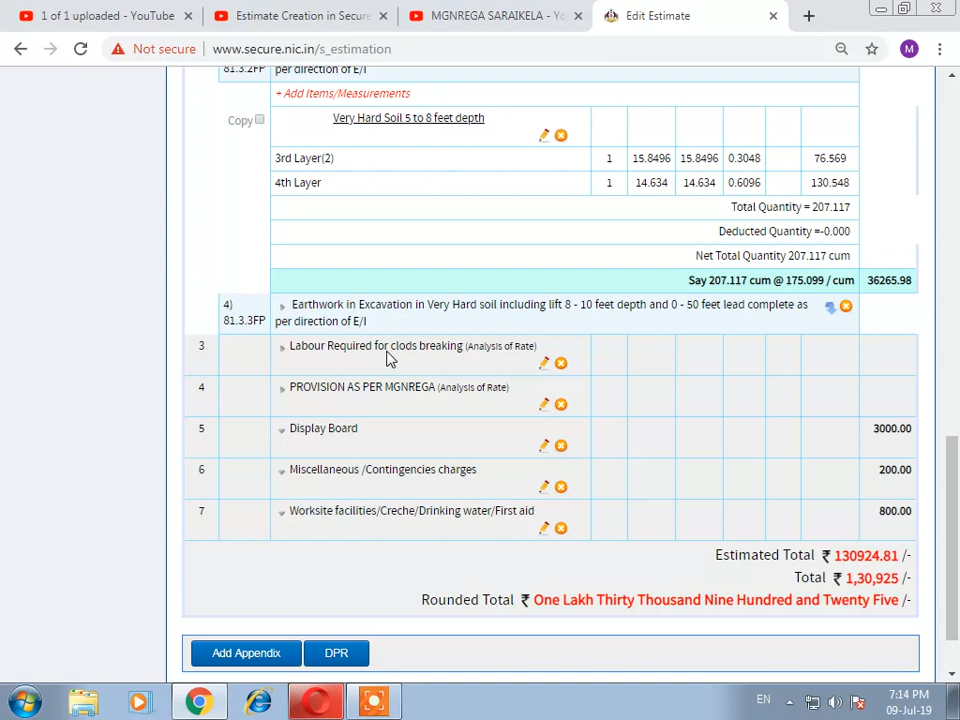 1 of 1 uploaded - YouTube
Estimate Creation in Secure
MGNREGA SARAIKELA - Yo
Edit Estimate
Not secure
www.secure.nic.in/s_estimation
M
81.3.2FP
per direction of E/I
+ Add Items/Measurements
Copy
Very Hard Soil 5 to 8 feet depth
3rd Layer(2) 1 15.8496 15.8496 0.3048 76.569
4th Layer 1 14.634 14.634 0.6096 130.548
Total Quantity = 207.117
Deducted Quantity =-0.000
Net Total Quantity 207.117 cum
Say 207.117 cum @ 175.099 / cum 36265.98
4) Earthwork in Excavation in Very Hard soil including lift 8 - 10 feet depth and 0 - 50 feet lead complete as
81.3.3FP per direction of E/I
3 Labour Required for clods breaking (Analysis of Rate)
4 PROVISION AS PER MGNREGA (Analysis of Rate)
5 Display Board 3000.00
6 Miscellaneous /Contingencies charges 200.00
7 Worksite facilities/Creche/Drinking water/First aid 800.00
Estimated Total ₹ 130924.81 /-
Total ₹ 1,30,925 /-
Rounded Total ₹ One Lakh Thirty Thousand Nine Hundred and Twenty Five /-
Add Appendix
DPR
EN
7:14 PM
09-Jul-19